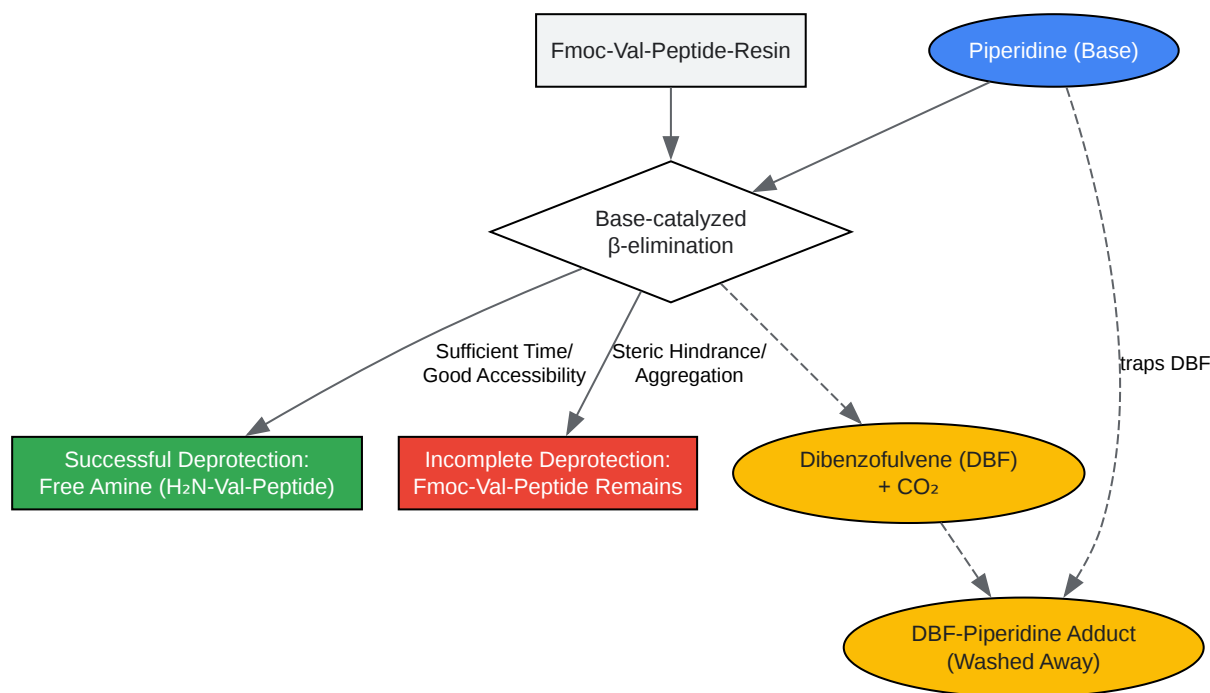 Fmoc-Val-Peptide-Resin
Piperidine (Base)
Base-catalyzed
β-elimination
Sufficient Time/
Good Accessibility
Steric Hindrance/
Aggregation
traps DBF
Successful Deprotection:
Free Amine (H₂N-Val-Peptide)
Incomplete Deprotection:
Fmoc-Val-Peptide Remains
Dibenzofulvene (DBF)
+ CO₂
DBF-Piperidine Adduct
(Washed Away)